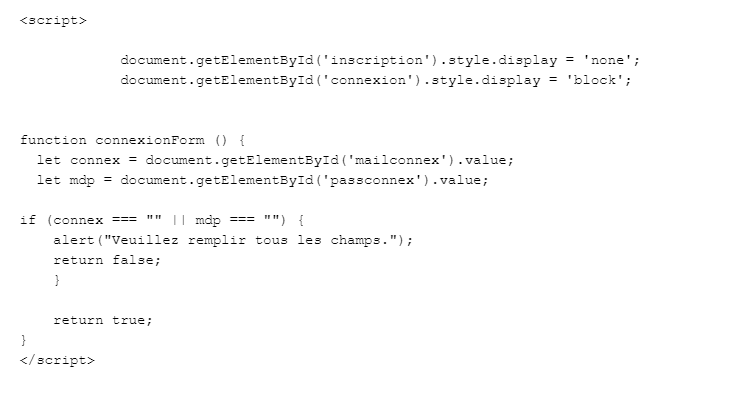 <script>
document.getElementById('inscription').style.display = 'none';
document.getElementById('connexion').style.display = 'block';
function connexionForm () {
let connex = document.getElementById('mailconnex').value;
let mdp = document.getElementById('passconnex').value;
if (connex === "" || mdp === "") {
alert("Veuillez remplir tous les champs.");
return false;
}
return true;
}
</script>